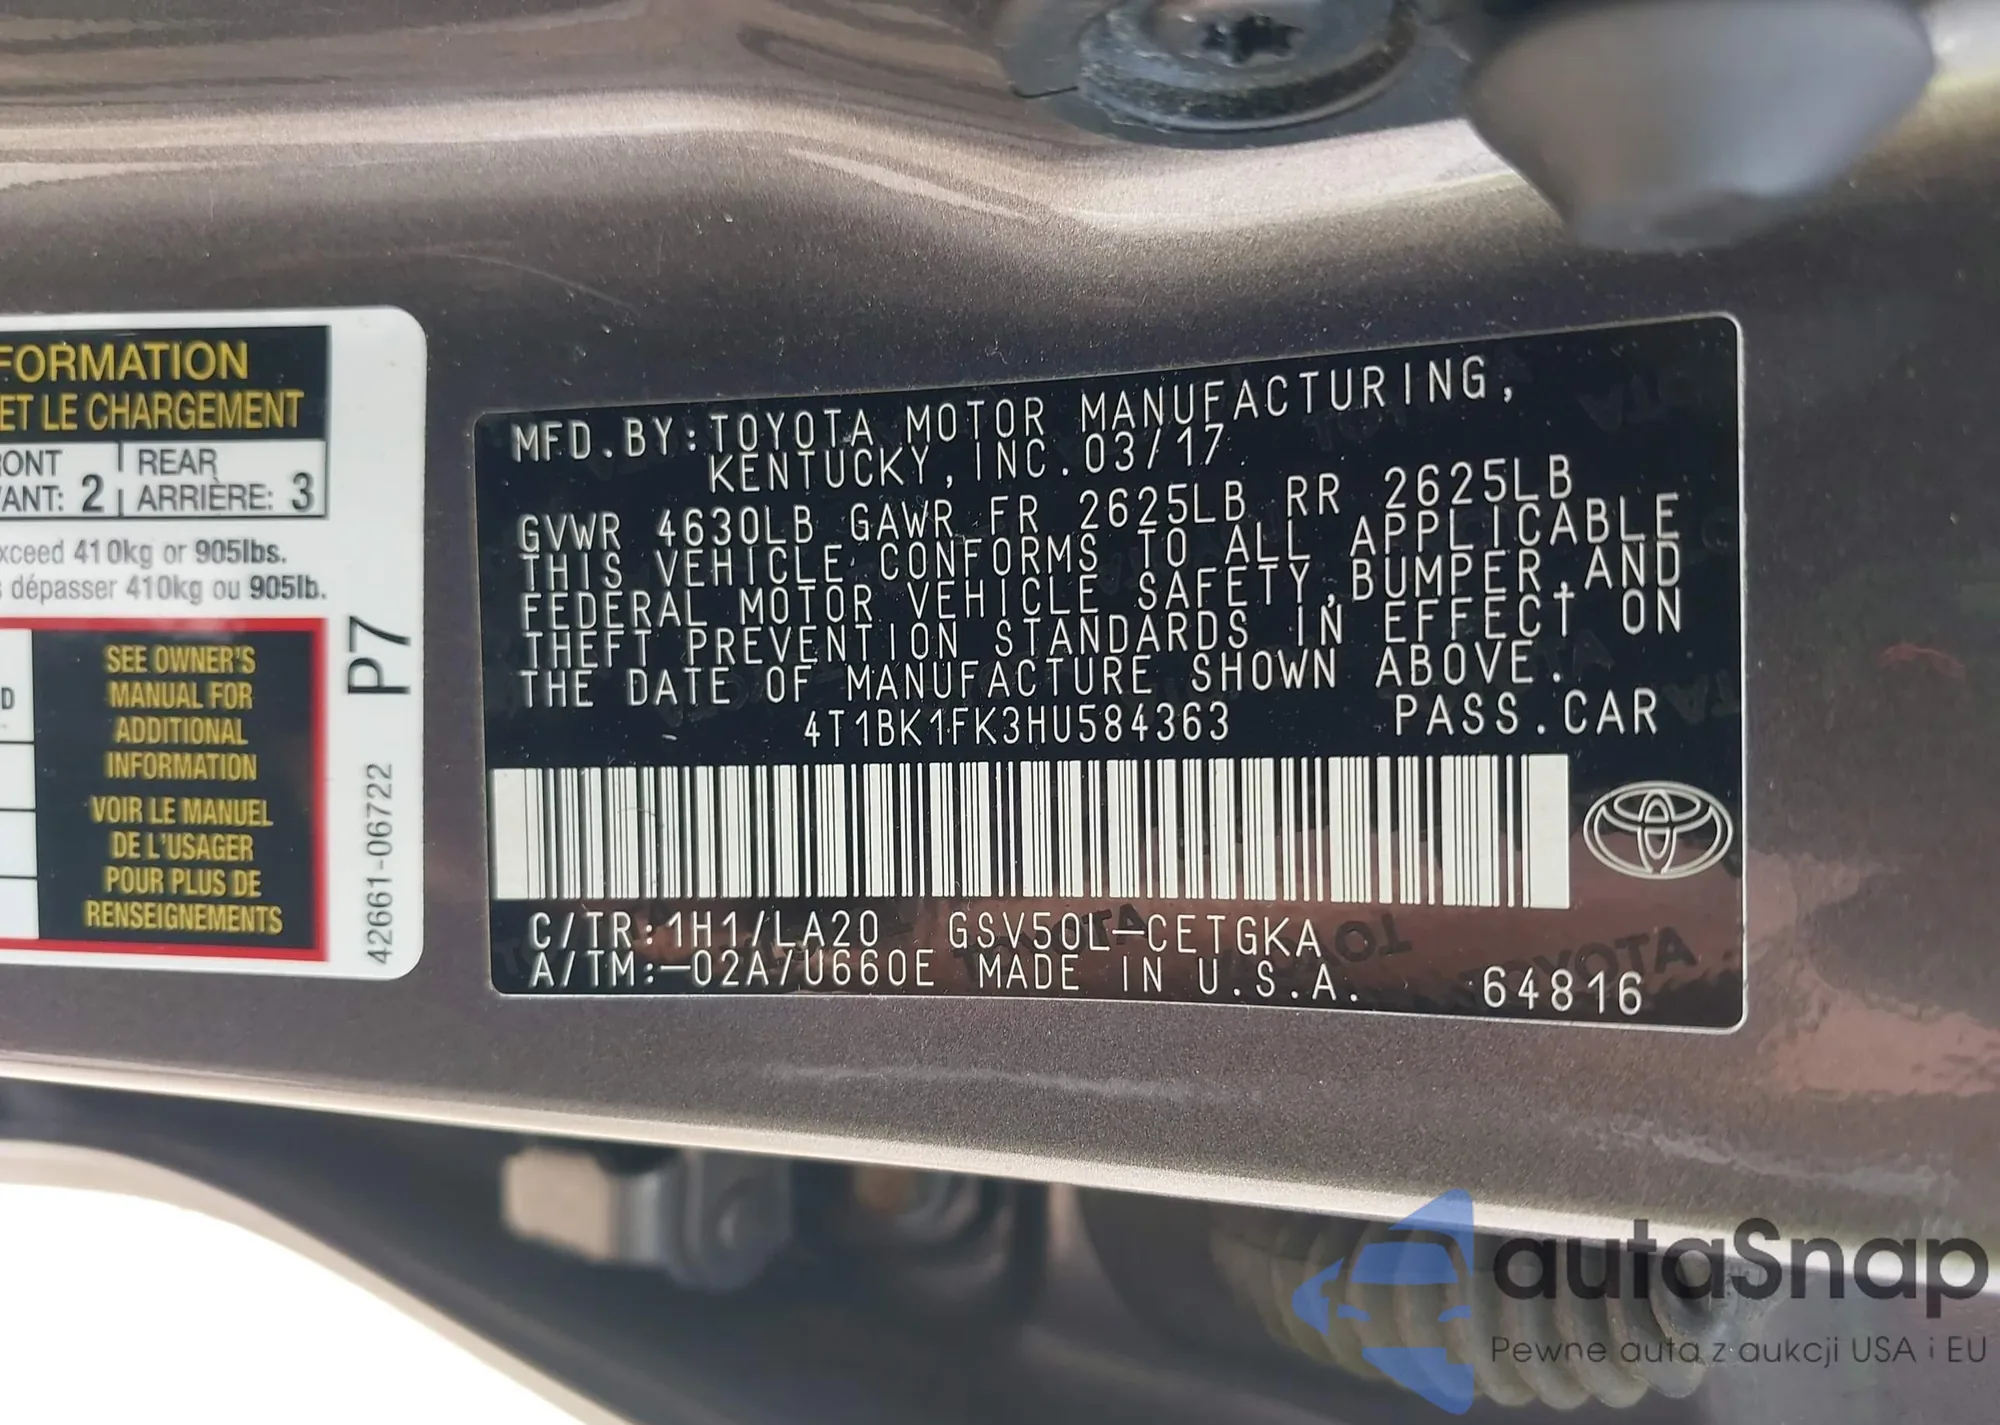 FORMATION
ET LE CHARGEMENT
REAR
2 ARRIÈRE: 3
410kg or 905lbs.
dépasser 410kg ou 905lb.
SEE OWNER'S
MANUAL FOR
ADDITIONAL
INFORMATION
VOIR LE MANUEL
DE L'USAGER
POUR PLUS DE
RENSEIGNEMENTS
P7
42661-06722
MFD.BY:TOYOTA MOTOR MANUFACTURING,
KENTUCKY,INC.03/17
GVWR 4630LB GAWR FR 2625LB RR 2625LB
THIS VEHICLE CONFORMS TO ALL APPLICABLE
FEDERAL MOTOR VEHICLE SAFETY,BUMPER,AND
THEFT PREVENTION STANDARDS IN EFFECT ON
THE DATE OF MANUFACTURE SHOWN ABOVE.
4T1BK1FK3HU584363 PASS.CAR
C/TR:1H1/LA20 GSV50L-CETGKA
A/TM:-02A/U660E MADE IN U.S.A. 64816
autaSnap
Pewne auta z aukcji USA i EU